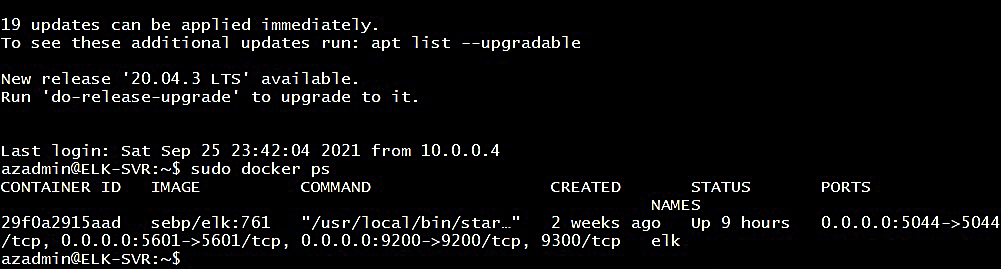 19 updates can be applied immediately.
To see these additional updates run: apt list --upgradable
New release '20.04.3 LTS' available.
Run 'do-release-upgrade' to upgrade to it.
Last login: Sat Sep 25 23:42:04 2021 from 10.0.0.4
azadmin@ELK-SVR:~$ sudo docker ps
CONTAINER ID   IMAGE          COMMAND                  CREATED       STATUS       PORTS
NAMES
29f0a2915aad   sebp/elk:761   "/usr/local/bin/star…"   2 weeks ago   Up 9 hours   0.0.0.0:5044->5044
/tcp, 0.0.0.0:5601->5601/tcp, 0.0.0.0:9200->9200/tcp, 9300/tcp   elk
azadmin@ELK-SVR:~$